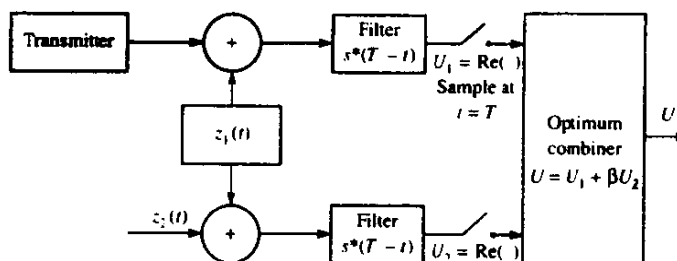 Transmitter
+
Filter
s*(T - t)
U₁ = Re( )
Sample at
t = T
z₁(t)
Optimum
combiner
U = U₁ + βU₂
U
z₂(t)
+
Filter
s*(T - t)
U₂ = Re( )